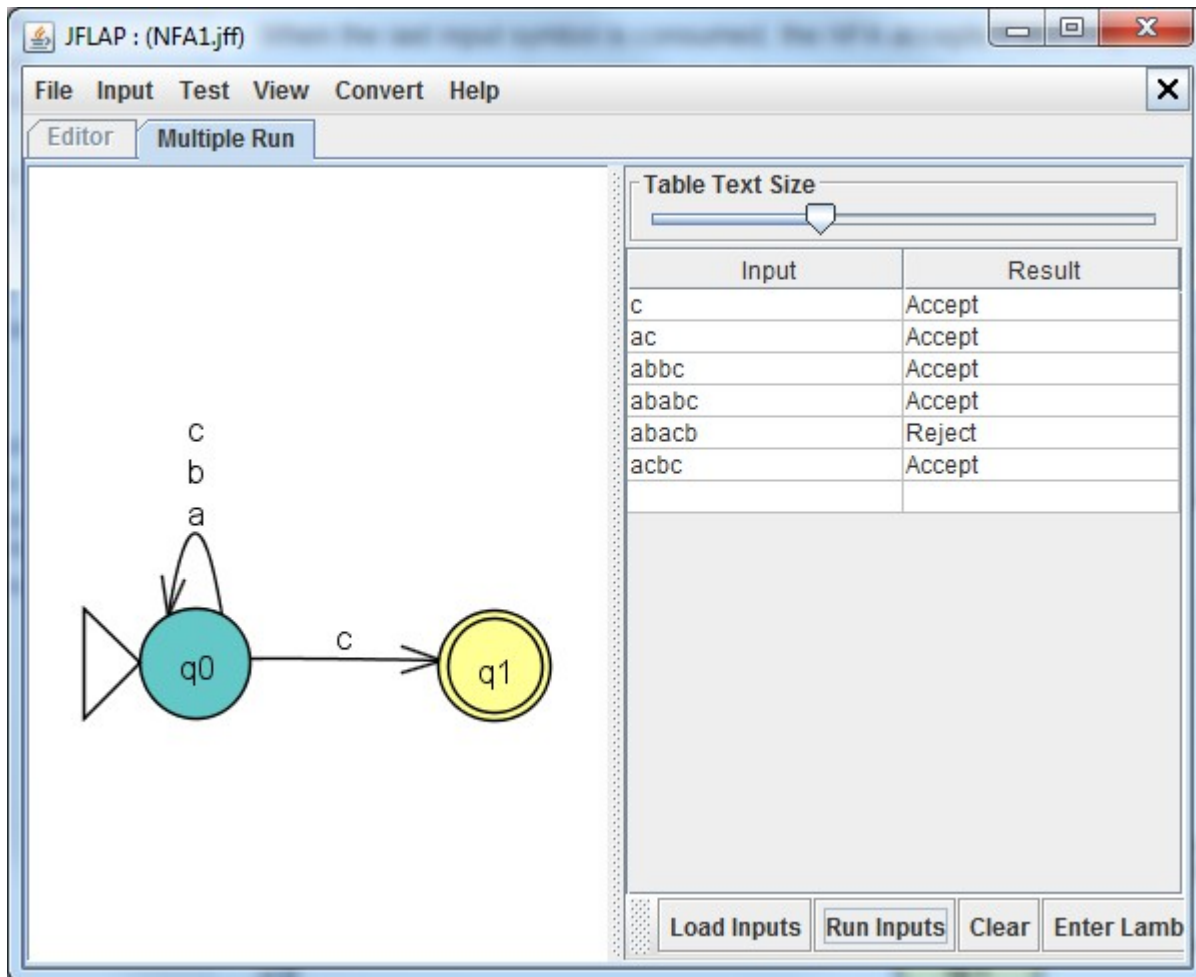 JFLAP : (NFA1.jff)
File Input Test View Convert Help
Editor Multiple Run
c
b
a
q0
c
q1
Table Text Size
Input Result
c Accept
ac Accept
abbc Accept
ababc Accept
abacb Reject
acbc Accept
Load Inputs Run Inputs Clear Enter Lamb